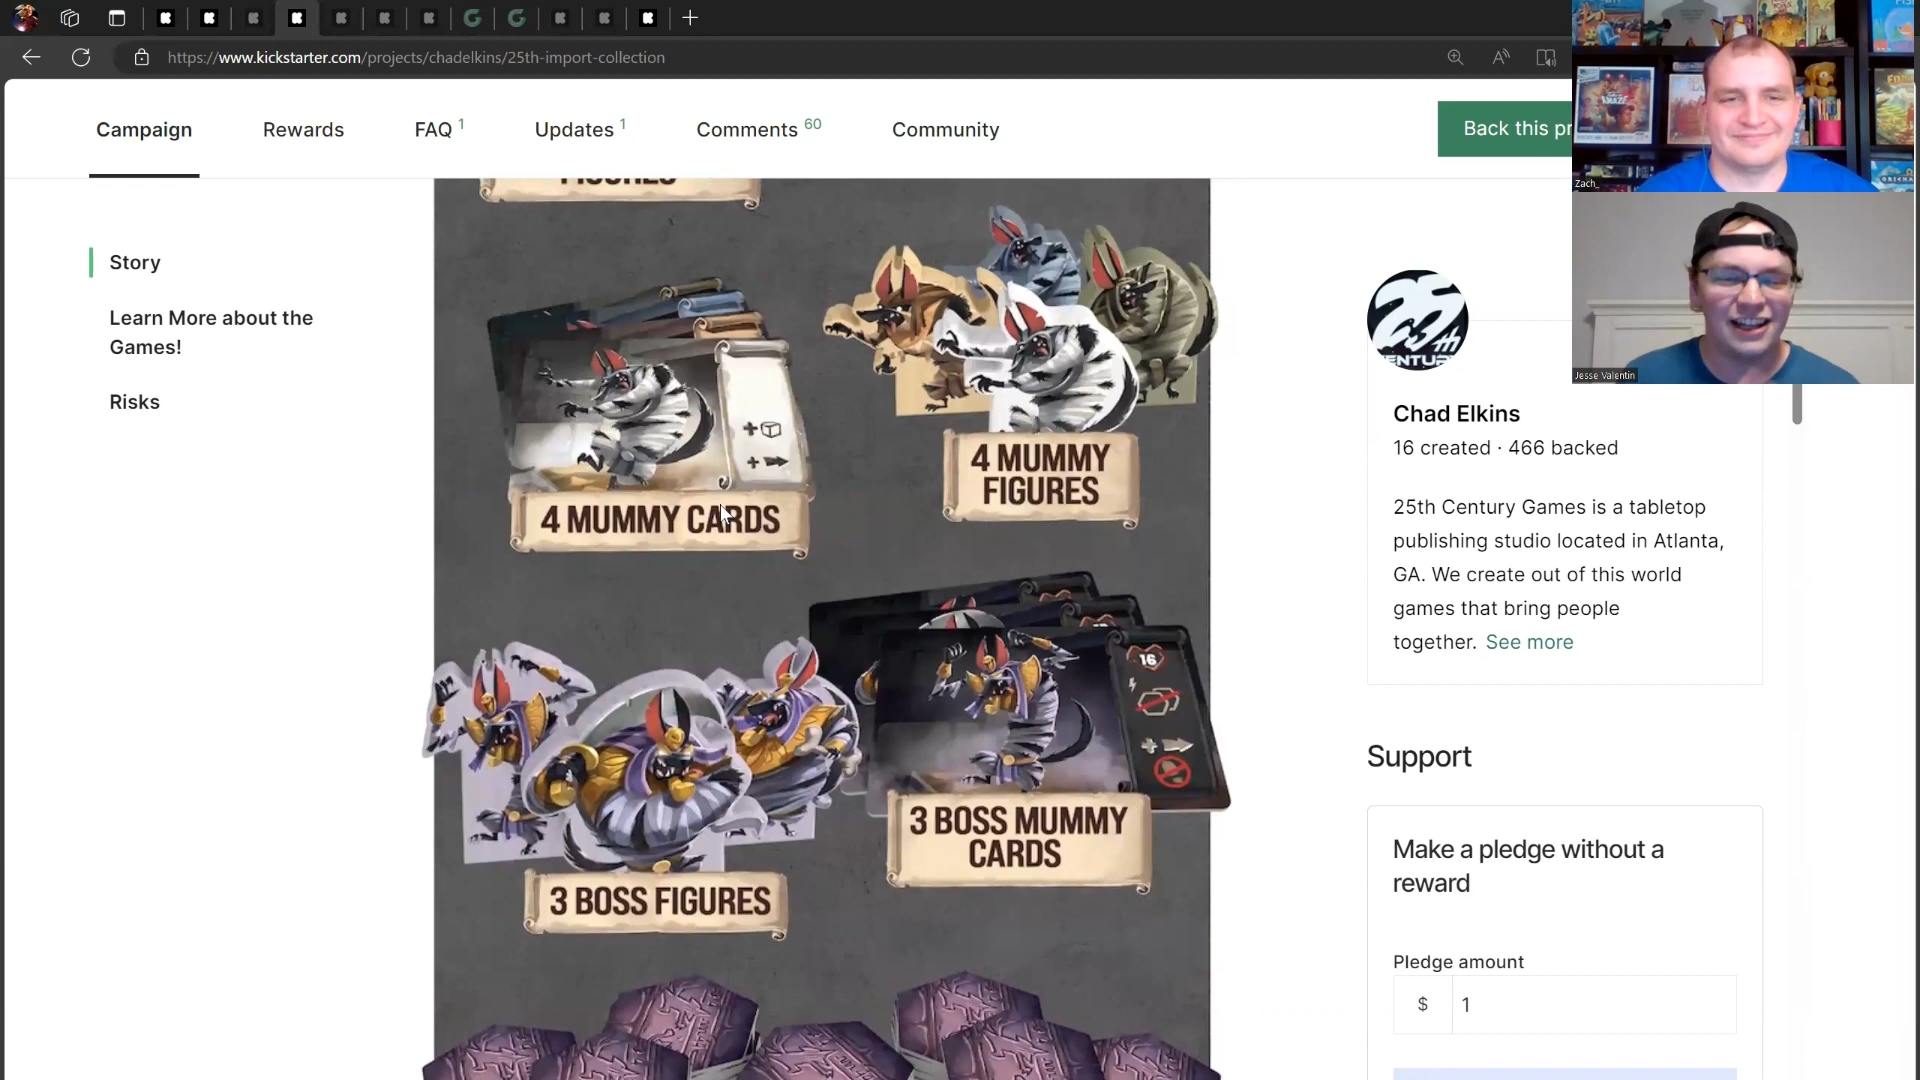 https://www.kickstarter.com/projects/chadelkins/25th-import-collection
Campaign
Rewards
FAQ 1
Updates 1
Comments 60
Community
Back this pr
Zach_
Jesse Valentin
Story
Learn More about the
Games!
Risks
FIGURES
4 MUMMY CARDS
4 MUMMY
FIGURES
16
3 BOSS MUMMY
CARDS
3 BOSS FIGURES
25th
CENTURY
Chad Elkins
16 created · 466 backed
25th Century Games is a tabletop
publishing studio located in Atlanta,
GA. We create out of this world
games that bring people
together. See more
Support
Make a pledge without a
reward
Pledge amount
$ 1